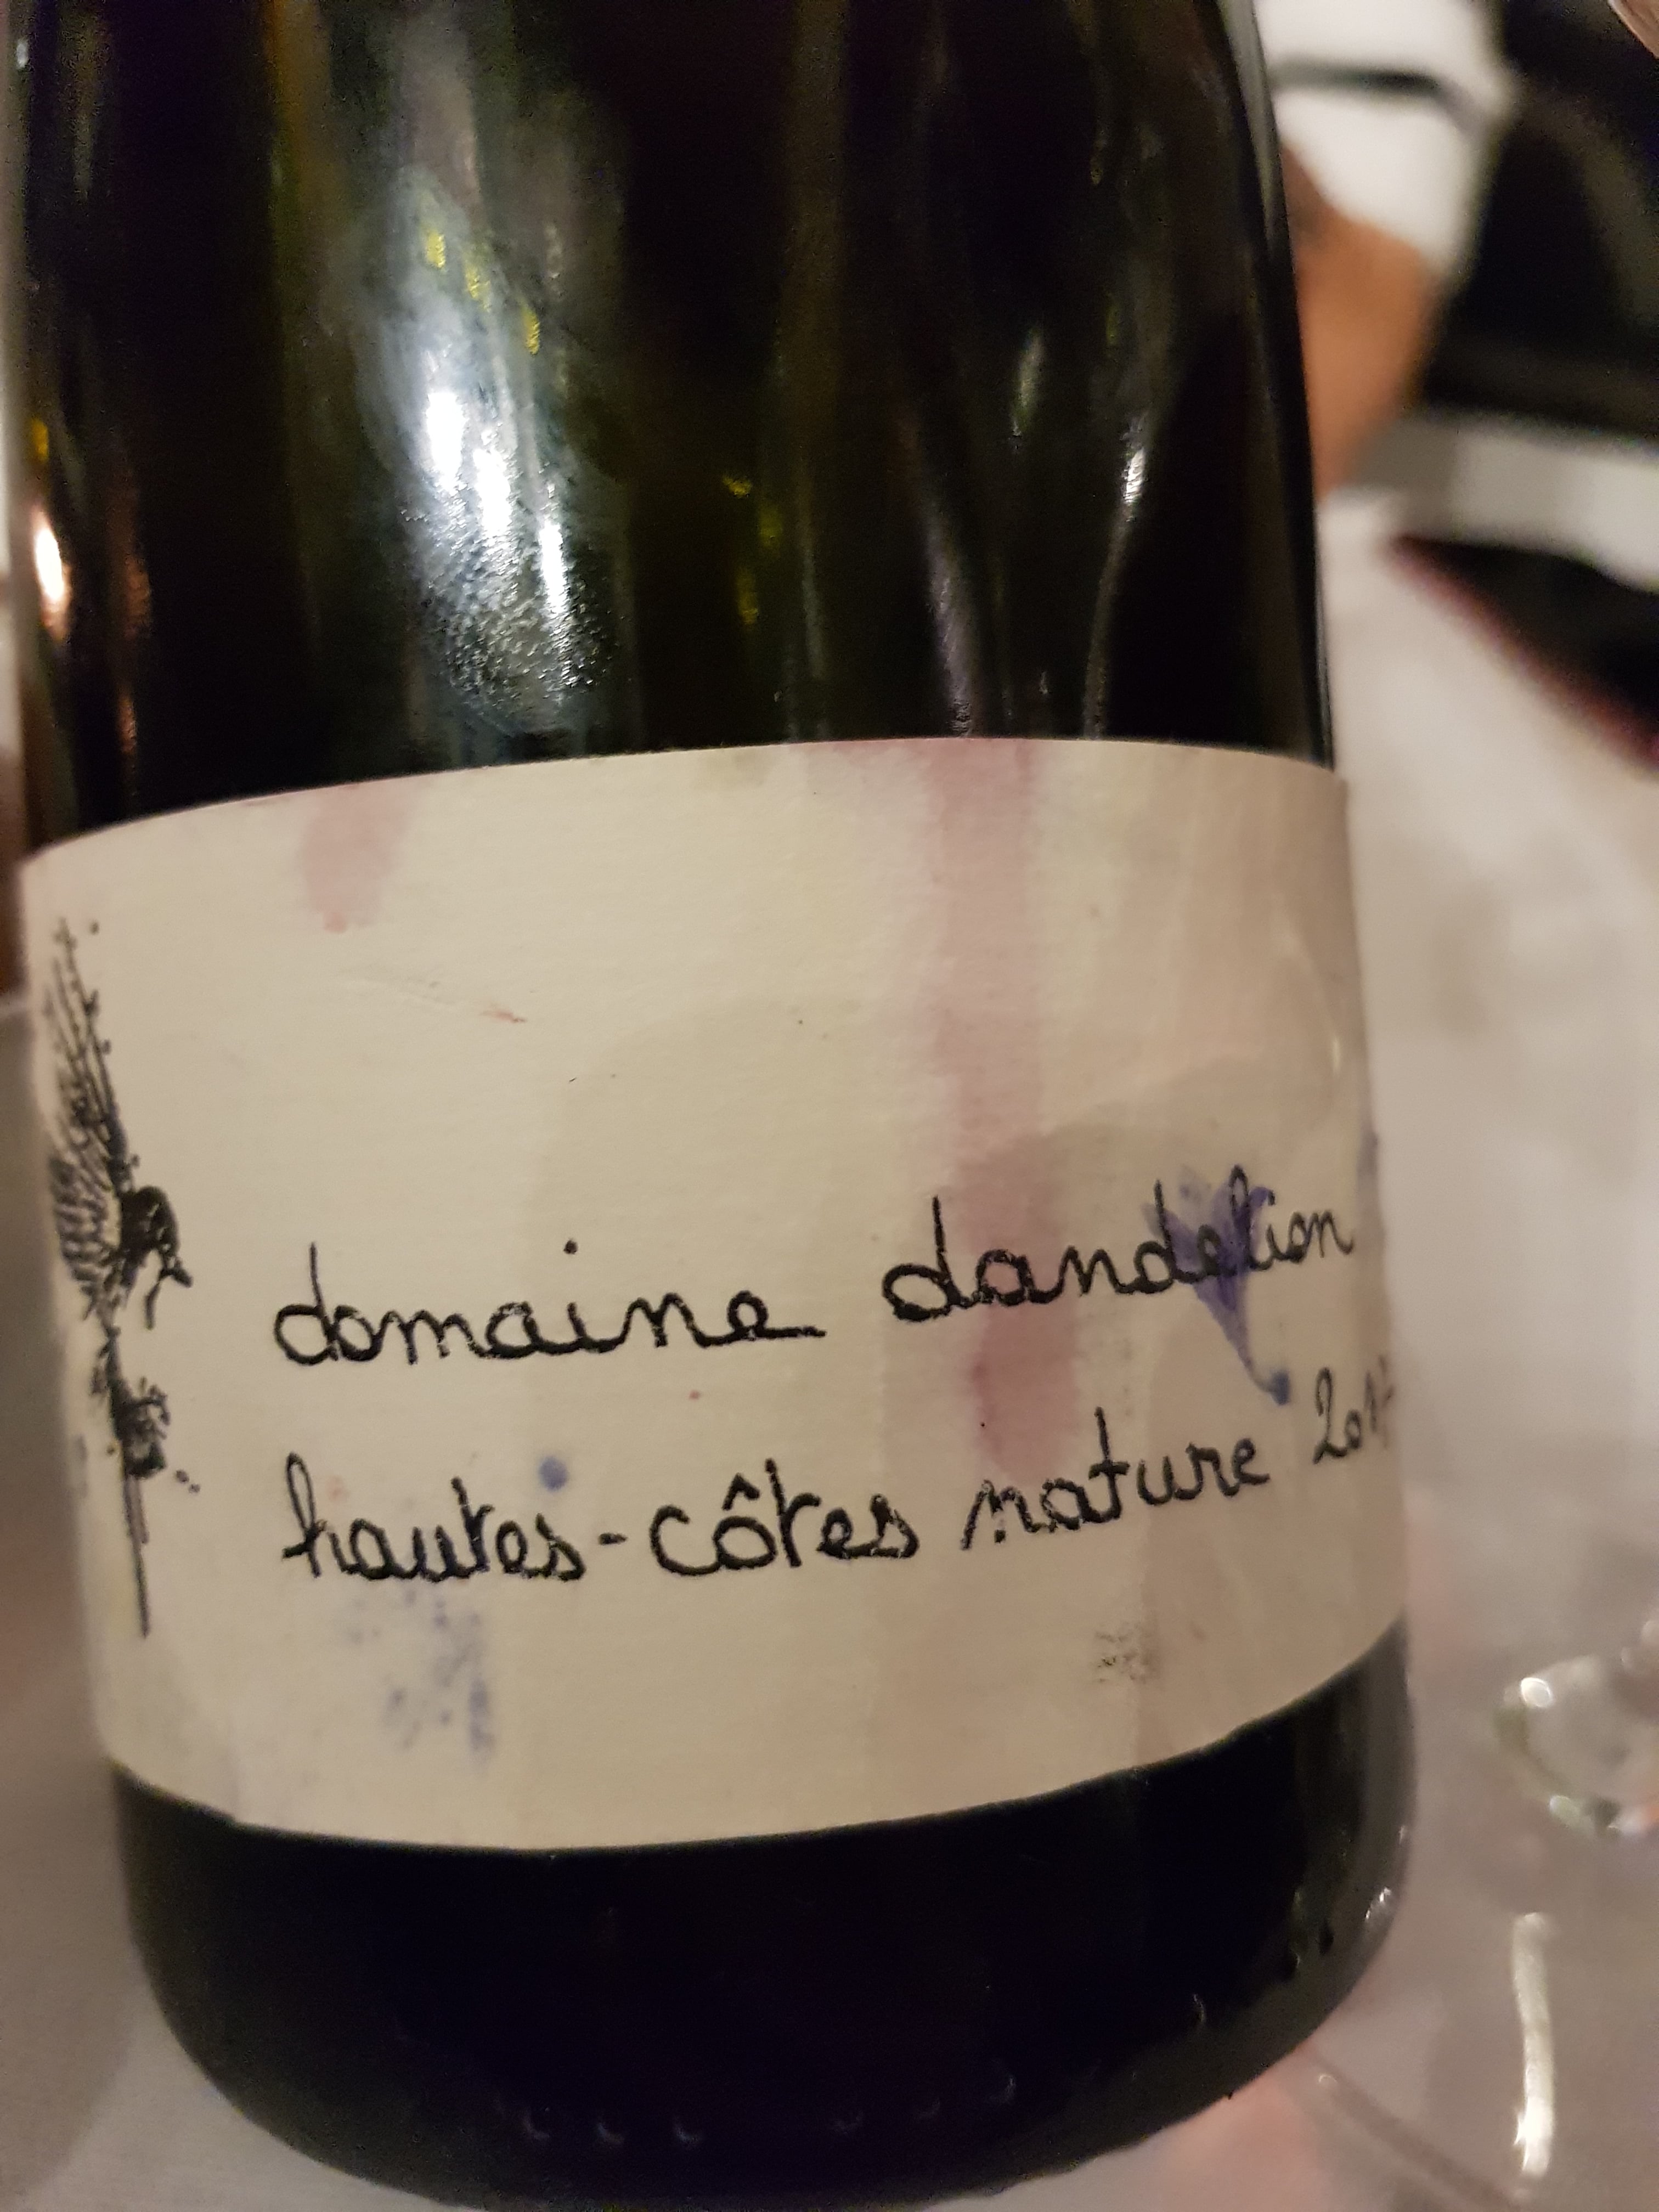 domaine dandelion
hautes-côtes nature